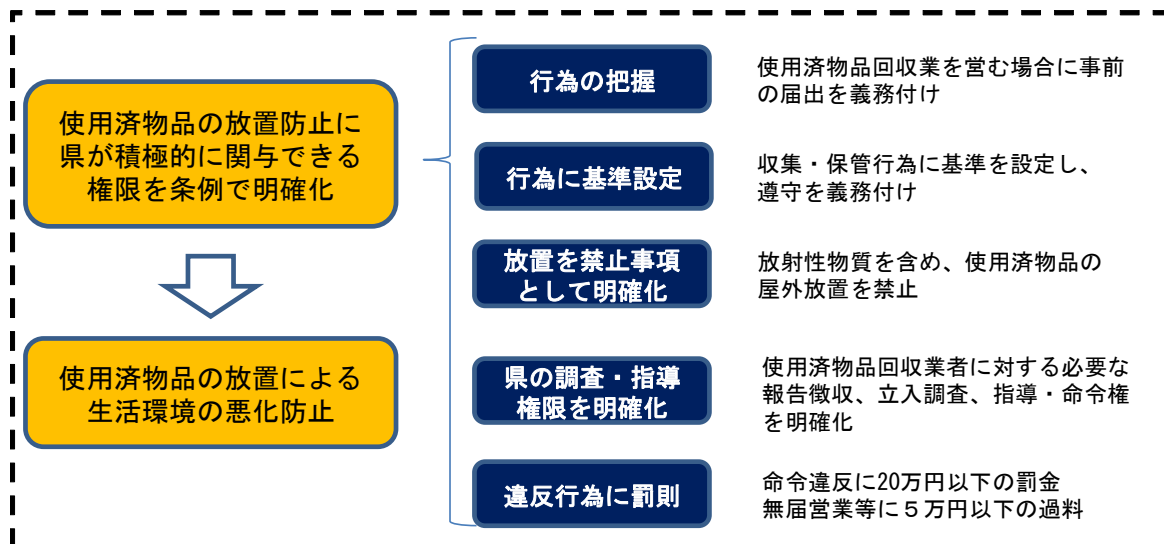 使用済物品の放置防止に
県が積極的に関与できる
権限を条例で明確化
使用済物品の放置による
生活環境の悪化防止
行為の把握
使用済物品回収業を営む場合に事前
の届出を義務付け
行為に基準設定
収集・保管行為に基準を設定し、
遵守を義務付け
放置を禁止事項
として明確化
放射性物質を含め、使用済物品の
屋外放置を禁止
県の調査・指導
権限を明確化
使用済物品回収業者に対する必要な
報告徴収、立入調査、指導・命令権
を明確化
違反行為に罰則
命令違反に20万円以下の罰金
無届営業等に５万円以下の過料